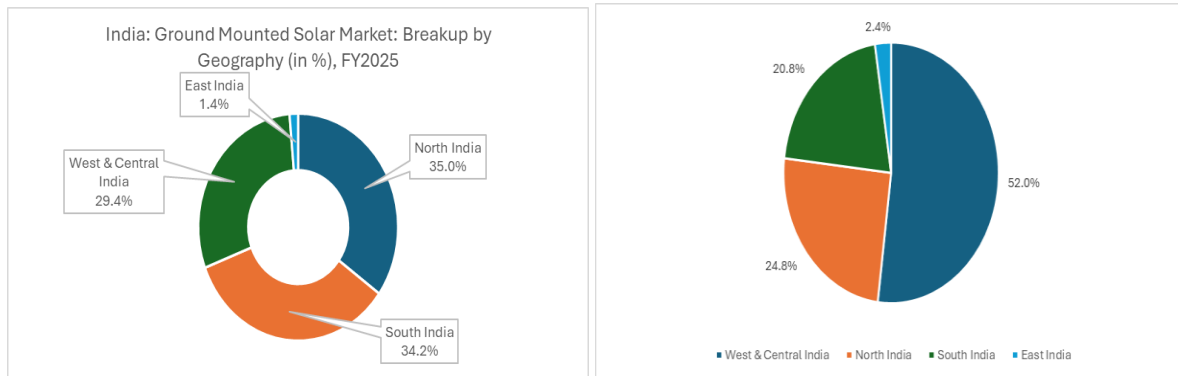 India: Ground Mounted Solar Market: Breakup by
Geography (in %), FY2025
East India
1.4%
North India
35.0%
West & Central
India
29.4%
South India
34.2%
2.4%
20.8%
52.0%
24.8%
West & Central India North India South India East India